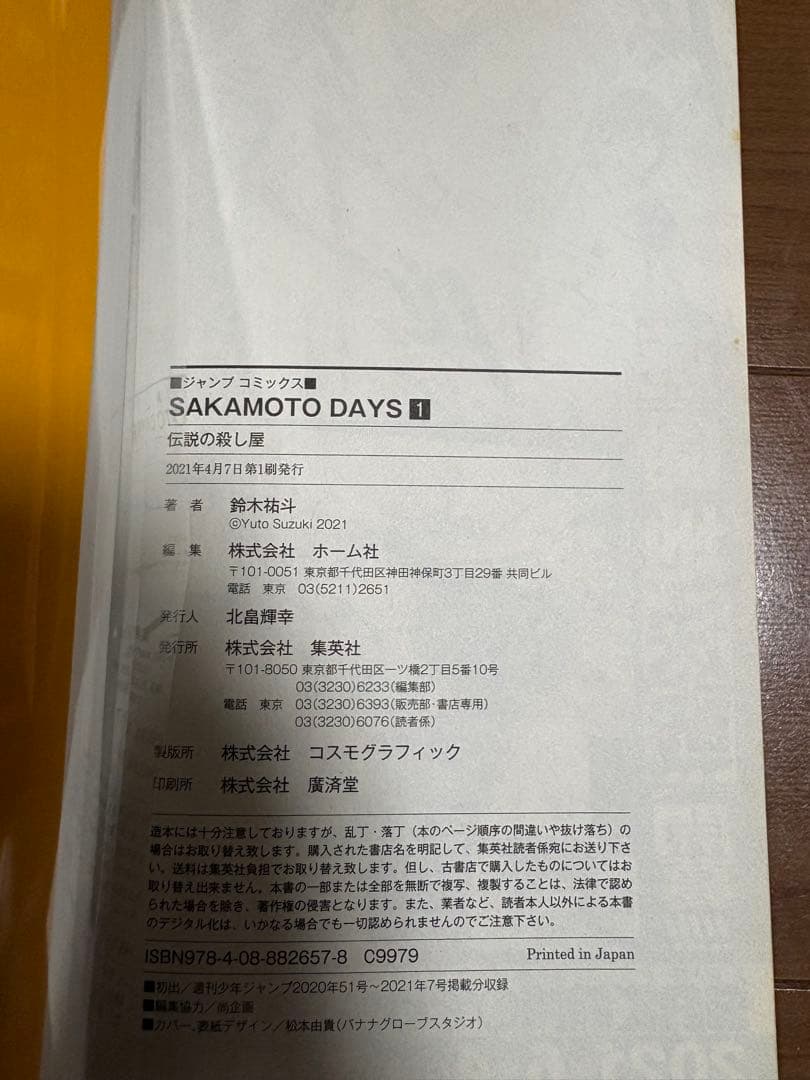 ■ジャンプ コミックス■
SAKAMOTO DAYS 1
伝説の殺し屋
2021年4月7日第1刷発行
著 者 鈴木祐斗
©Yuto Suzuki 2021
編 集 株式会社 ホーム社
〒101-0051 東京都千代田区神田神保町3丁目29番 共同ビル
電話 東京 03(5211)2651
発行人 北畠輝幸
発行所 株式会社 集英社
〒101-8050 東京都千代田区一ツ橋2丁目5番10号
03(3230)6233(編集部)
電話 東京 03(3230)6393(販売部・書店専用)
03(3230)6076(読者係)
製版所 株式会社 コスモグラフィック
印刷所 株式会社 廣済堂
造本には十分注意しておりますが、乱丁・落丁(本のページ順序の間違いや抜け落ち)の
場合はお取り替え致します。購入された書店名を明記して、集英社読者係宛にお送り下さ
い。送料は集英社負担でお取り替え致します。但し、古書店で購入したものについてはお
取り替え出来ません。本書の一部または全部を無断で複写、複製することは、法律で認め
られた場合を除き、著作権の侵害となります。また、業者など、読者本人以外による本書
のデジタル化は、いかなる場合でも一切認められませんのでご注意下さい。
ISBN978-4-08-882657-8 C9979 Printed in Japan
■初出/週刊少年ジャンプ2020年51号~2021年7号掲載分収録
■編集協力/尚企画
■カバー、表紙デザイン/松本由貴(バナナグローブスタジオ)